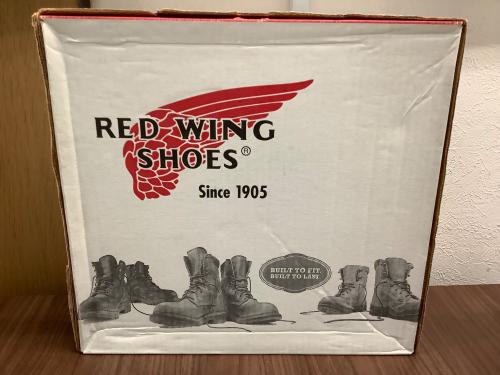 RED WING
SHOES®
Since 1905
BUILT TO FIT.
BUILT TO LAST.